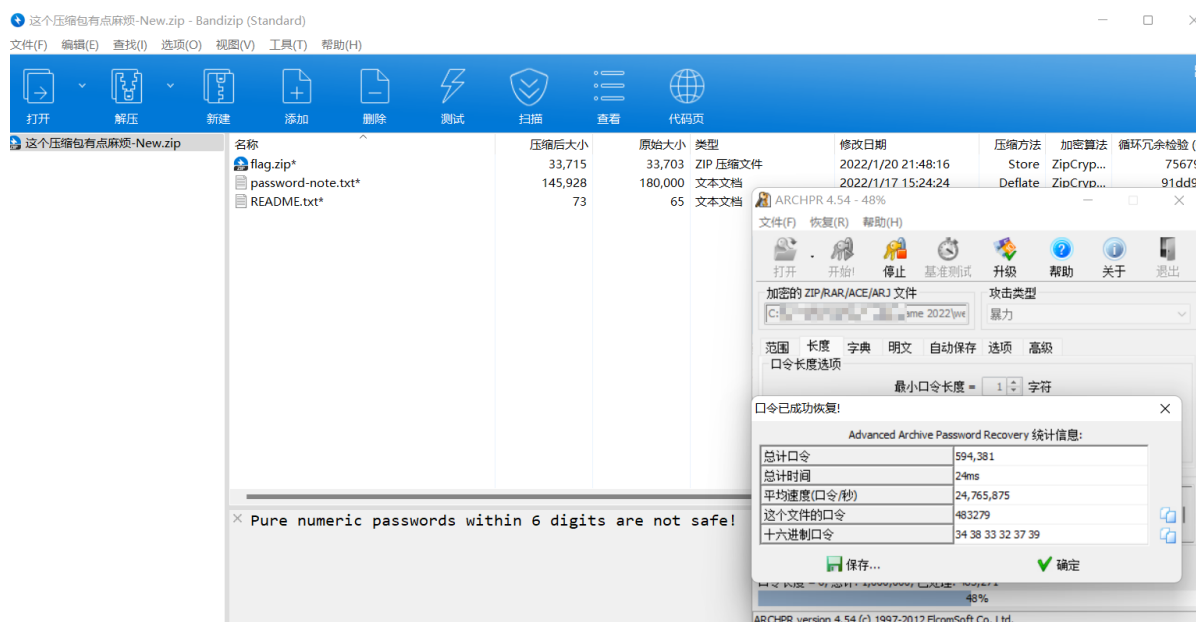 这个压缩包有点麻烦-New.zip - Bandizip (Standard)
文件(F) 编辑(E) 查找(I) 选项(O) 视图(V) 工具(T) 帮助(H)
打开 解压 新建 添加 删除 测试 扫描 查看 代码页
这个压缩包有点麻烦-New.zip
名称 压缩后大小 原始大小 类型 修改日期 压缩方法 加密算法 循环冗余检验 (
flag.zip* 33,715 33,703 ZIP 压缩文件 2022/1/20 21:48:16 Store ZipCryp... 7567
password-note.txt* 145,928 180,000 文本文档 2022/1/17 15:24:24 Deflate ZipCryp... 91dd9
README.txt* 73 65 文本文档
Pure numeric passwords within 6 digits are not safe!
ARCHPR 4.54 - 48%
文件(F) 恢复(R) 帮助(H)
打开 开始! 停止 基准测试 升级 帮助 关于 退出
加密的 ZIP/RAR/ACE/ARJ 文件 攻击类型
C: ame 2022\we 暴力
范围 长度 字典 明文 自动保存 选项 高级
口令长度选项
最小口令长度 = 1 字符
口令已成功恢复!
Advanced Archive Password Recovery 统计信息:
总计口令 594,381
总计时间 24ms
平均速度(口令/秒) 24,765,875
这个文件的口令 483279
十六进制口令 34 38 33 32 37 39
保存... 确定
48%
ARCHPR version 4.54 (c) 1997-2012 ElcomSoft Co. Ltd.